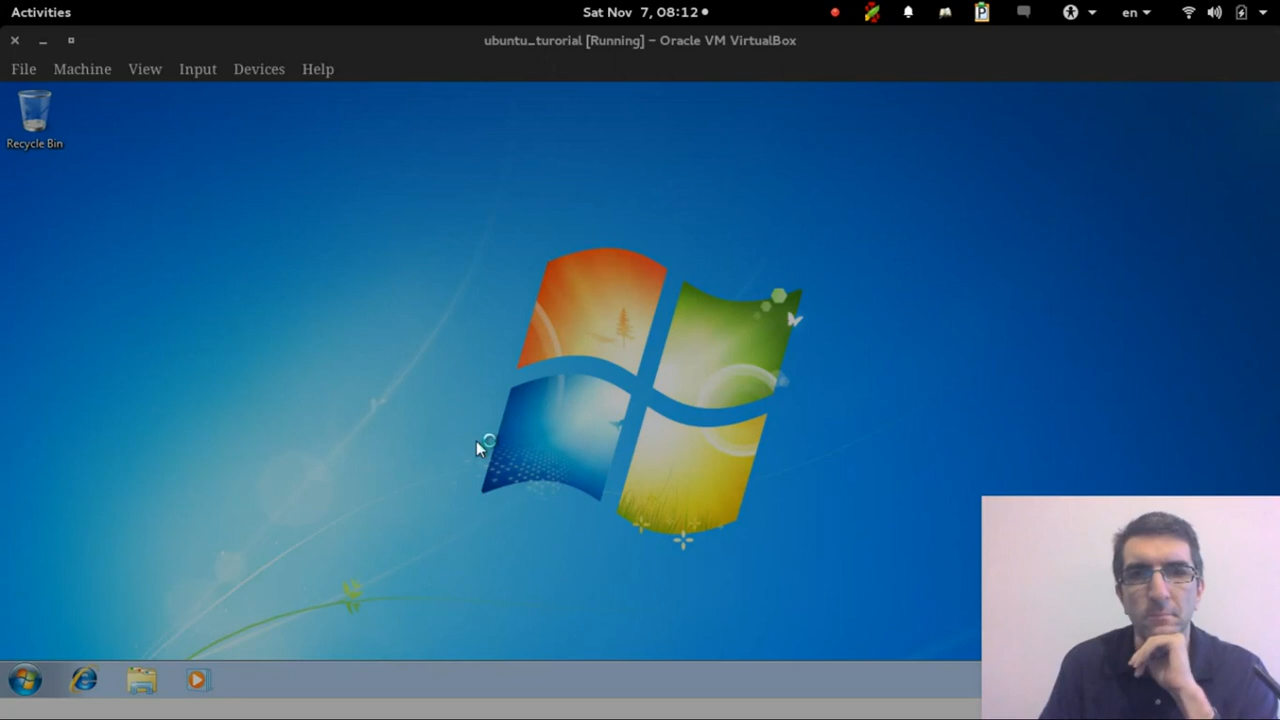 Activities
Sat Nov 7, 08:12
en
ubuntu_turorial [Running] – Oracle VM VirtualBox
File Machine View Input Devices Help
Recycle Bin